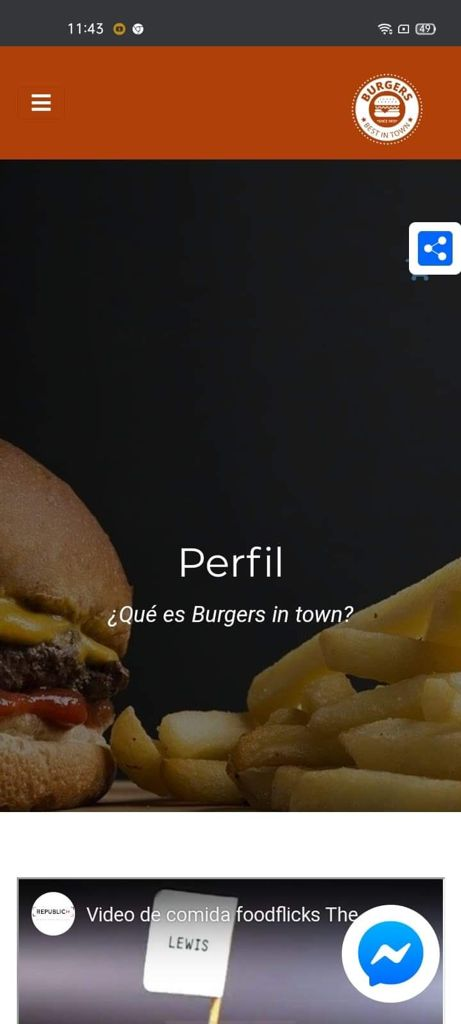 11:43
49
BURGERS
BEST IN TOWN
Perfil
¿Qué es Burgers in town?
REPUBLIC
Video de comida foodflicks The
LEWIS